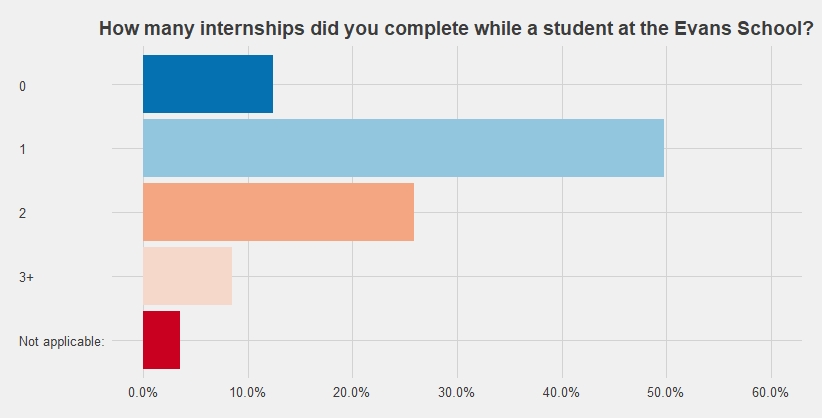 How many internships did you complete while a student at the Evans School?
0
1
2
3+
Not applicable:
0.0% 10.0% 20.0% 30.0% 40.0% 50.0% 60.0%